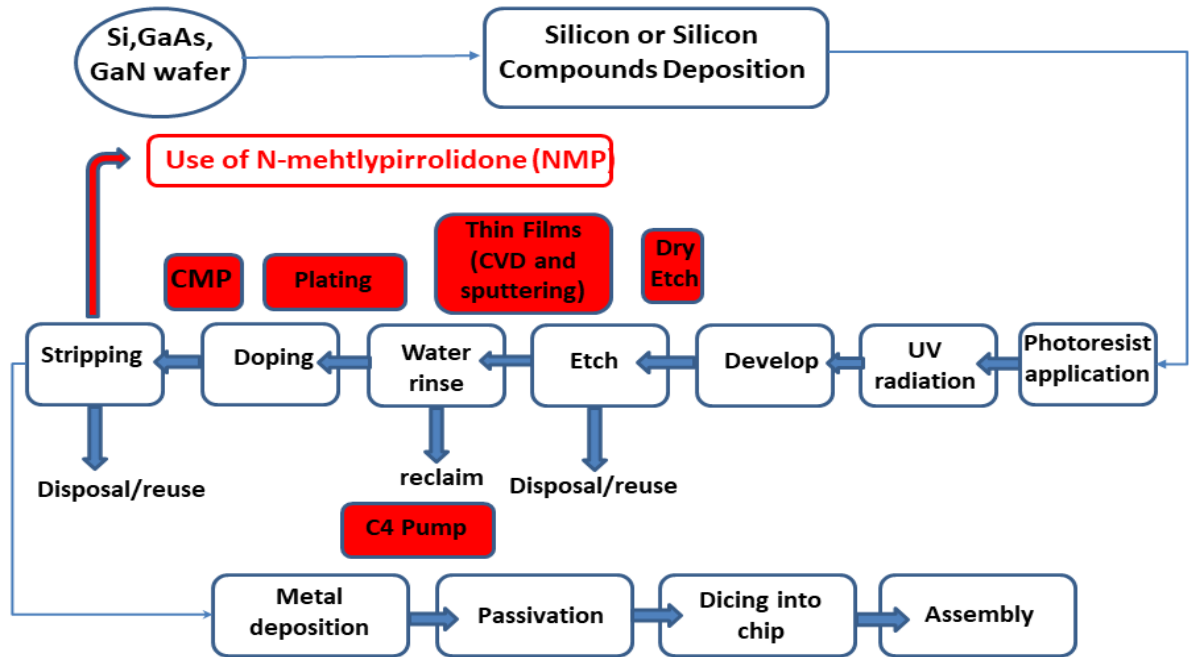 Si,GaAs,
GaN wafer
Silicon or Silicon
Compounds Deposition
Use of N-mehtlypirrolidone (NMP)
Thin Films
(CVD and
sputtering)
Dry
Etch
CMP
Plating
Stripping
Doping
Water
rinse
Etch
Develop
UV
radiation
Photoresist
application
Disposal/reuse
reclaim
Disposal/reuse
C4 Pump
Metal
deposition
Passivation
Dicing into
chip
Assembly